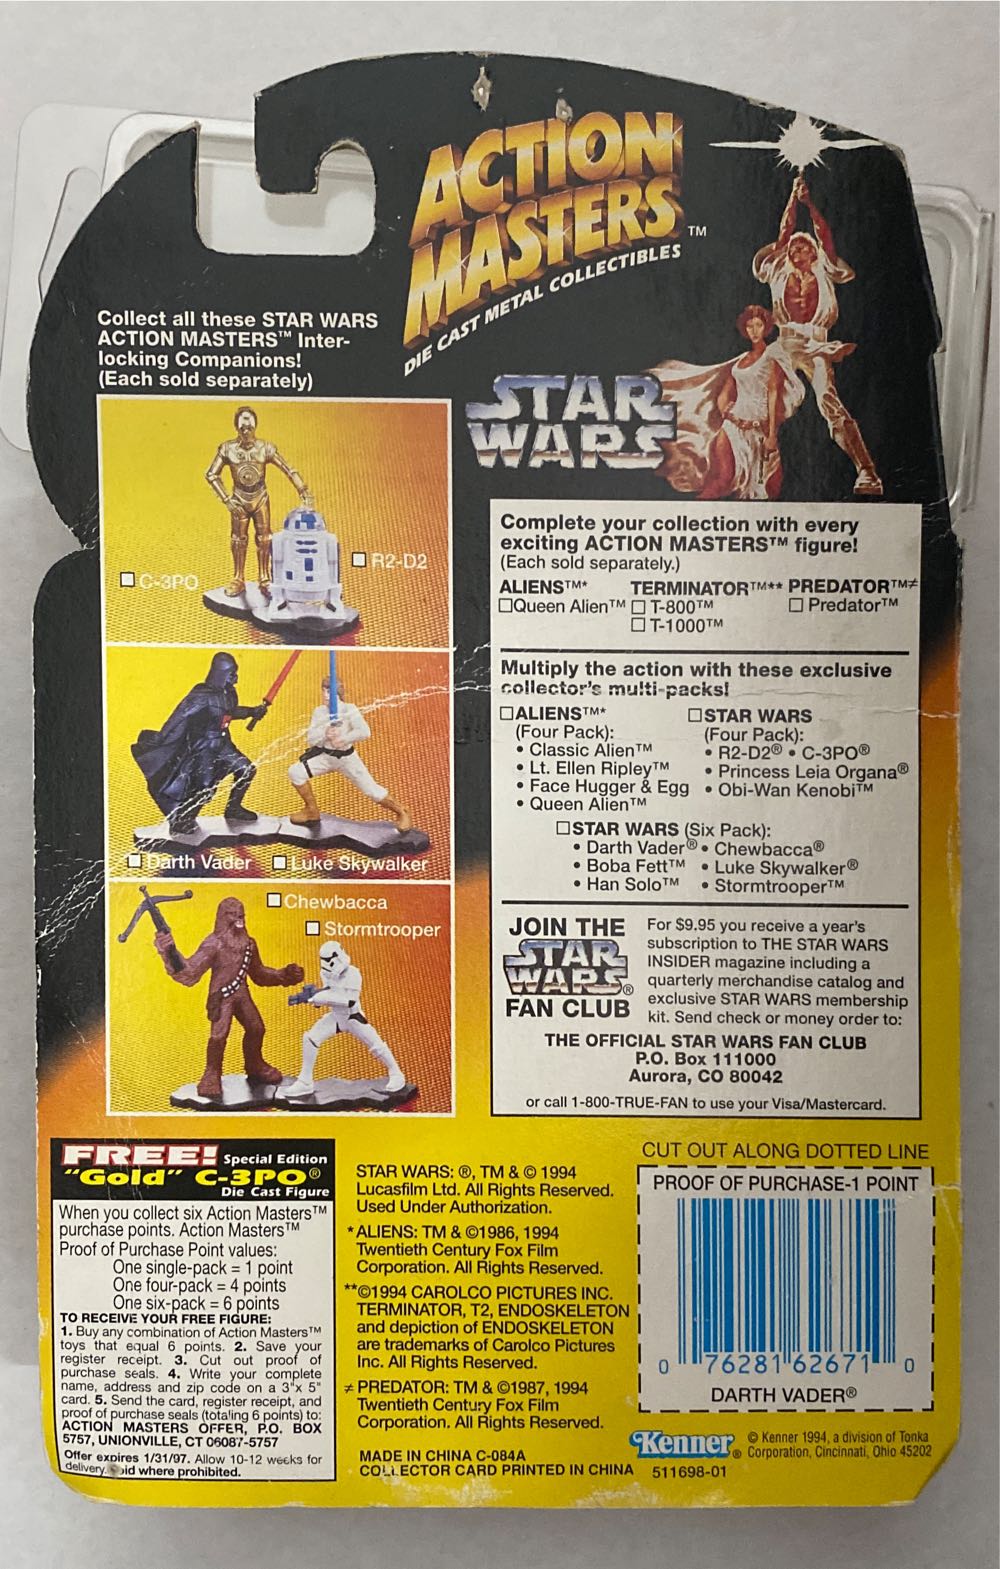 ACTION
MASTERS™
DIE CAST METAL COLLECTIBLES
Collect all these STAR WARS
ACTION MASTERS™ Inter-
locking Companions!
(Each sold separately)
STAR
WARS
C-3PO
R2-D2
Darth Vader
Luke Skywalker
Chewbacca
Stormtrooper
Complete your collection with every
exciting ACTION MASTERS™ figure!
(Each sold separately.)
ALIENS™* TERMINATOR™** PREDATOR™≠
☐Queen Alien™ ☐ T-800™ ☐ Predator™
☐ T-1000™
Multiply the action with these exclusive
collector's multi-packs!
☐ALIENS™*
(Four Pack):
• Classic Alien™
• Lt. Ellen Ripley™
• Face Hugger & Egg
• Queen Alien™
☐STAR WARS
(Four Pack):
• R2-D2® • C-3PO®
• Princess Leia Organa®
• Obi-Wan Kenobi™
☐STAR WARS (Six Pack):
• Darth Vader® • Chewbacca®
• Boba Fett™ • Luke Skywalker®
• Han Solo™ • Stormtrooper™
JOIN THE
STAR
WARS®
FAN CLUB
For $9.95 you receive a year's
subscription to THE STAR WARS
INSIDER magazine including a
quarterly merchandise catalog and
exclusive STAR WARS membership
kit. Send check or money order to:
THE OFFICIAL STAR WARS FAN CLUB
P.O. Box 111000
Aurora, CO 80042
or call 1-800-TRUE-FAN to use your Visa/Mastercard.
FREE! Special Edition
"Gold" C-3PO®
Die Cast Figure
When you collect six Action Masters™
purchase points. Action Masters™
Proof of Purchase Point values:
One single-pack = 1 point
One four-pack = 4 points
One six-pack = 6 points
TO RECEIVE YOUR FREE FIGURE:
1. Buy any combination of Action Masters™
toys that equal 6 points. 2. Save your
register receipt. 3. Cut out proof of
purchase seals. 4. Write your complete
name, address and zip code on a 3"x 5"
card. 5. Send the card, register receipt, and
proof of purchase seals (totaling 6 points) to:
ACTION MASTERS OFFER, P.O. BOX
5757, UNIONVILLE, CT 06087-5757
Offer expires 1/31/97. Allow 10-12 weeks for
delivery. oid where prohibited.
STAR WARS: ®, TM & © 1994
Lucasfilm Ltd. All Rights Reserved.
Used Under Authorization.
*ALIENS: TM & ©1986, 1994
Twentieth Century Fox Film
Corporation. All Rights Reserved.
**©1994 CAROLCO PICTURES INC.
TERMINATOR, T2, ENDOSKELETON
and depiction of ENDOSKELETON
are trademarks of Carolco Pictures
Inc. All Rights Reserved.
≠ PREDATOR: TM & ©1987, 1994
Twentieth Century Fox Film
Corporation. All Rights Reserved.
MADE IN CHINA C-084A
COLLECTOR CARD PRINTED IN CHINA
CUT OUT ALONG DOTTED LINE
PROOF OF PURCHASE-1 POINT
0 76281 62671 0
DARTH VADER®
Kenner® © Kenner 1994, a division of Tonka
Corporation, Cincinnati, Ohio 45202
511698-01